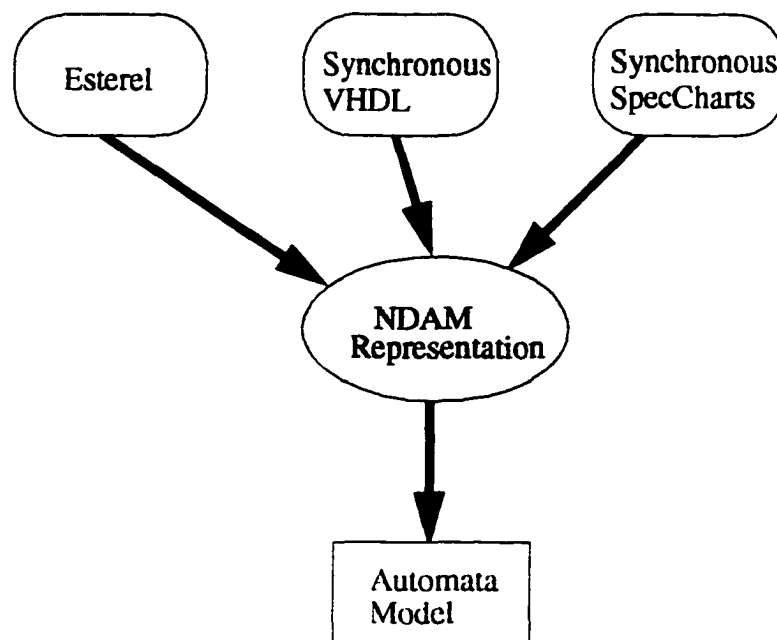 Esterel
Synchronous
VHDL
Synchronous
SpecCharts
NDAM
Representation
Automata
Model